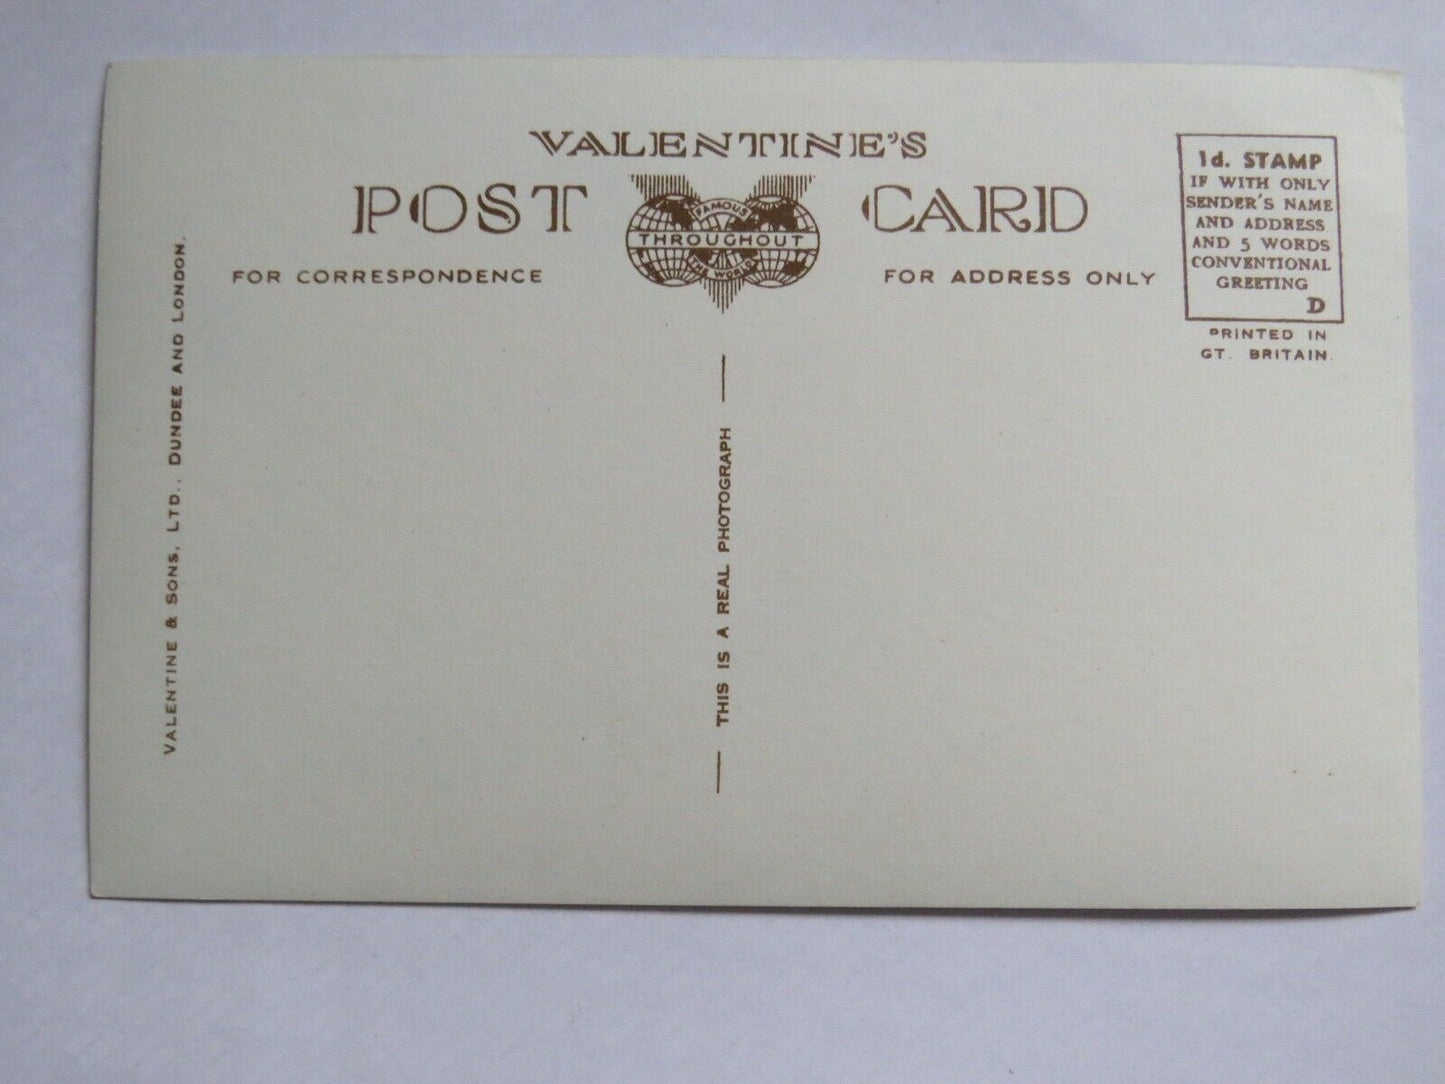 VALENTINE'S
POST CARD
FAMOUS
THROUGHOUT
THE WORLD
FOR CORRESPONDENCE
FOR ADDRESS ONLY
1d. STAMP
IF WITH ONLY
SENDER'S NAME
AND ADDRESS
AND 5 WORDS
CONVENTIONAL
GREETING
D
PRINTED IN
GT. BRITAIN.
VALENTINE & SONS, LTD., DUNDEE AND LONDON.
THIS IS A REAL PHOTOGRAPH